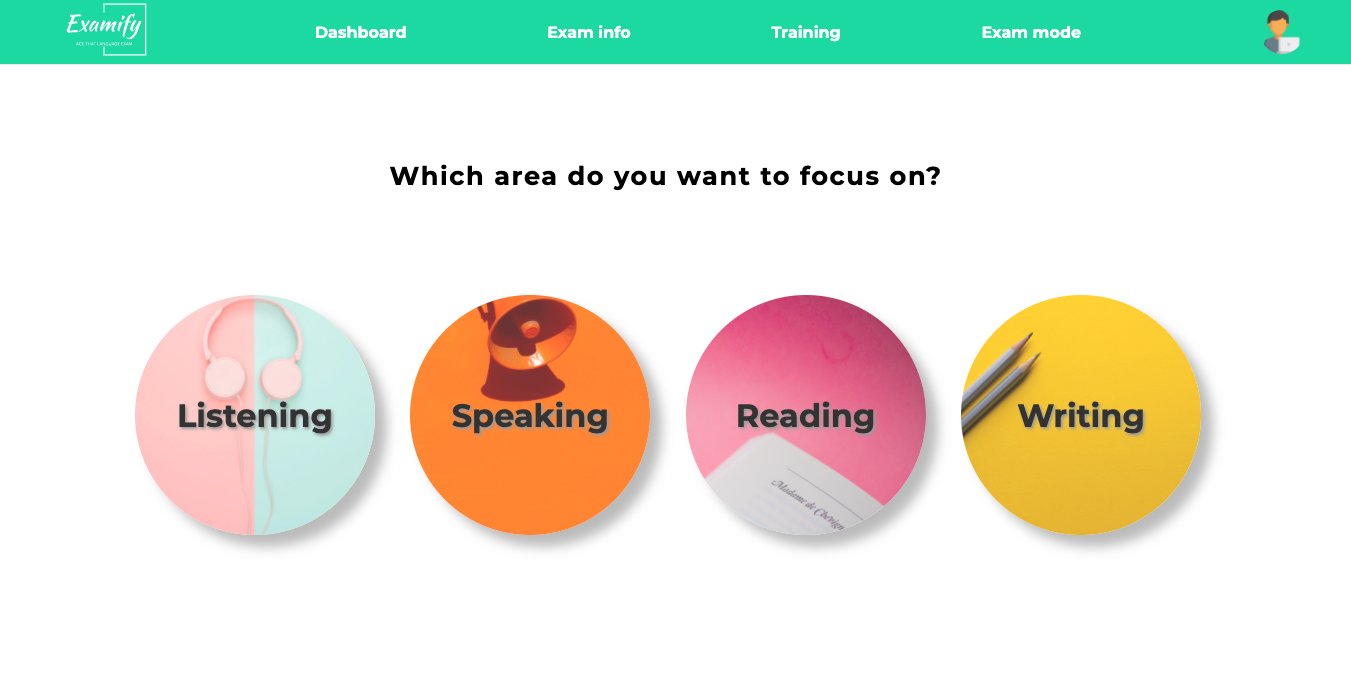 Examify
ACE THAT LANGUAGE EXAM
Dashboard
Exam info
Training
Exam mode
Which area do you want to focus on?
Listening
Speaking
Reading
Writing
Madame de Chérign